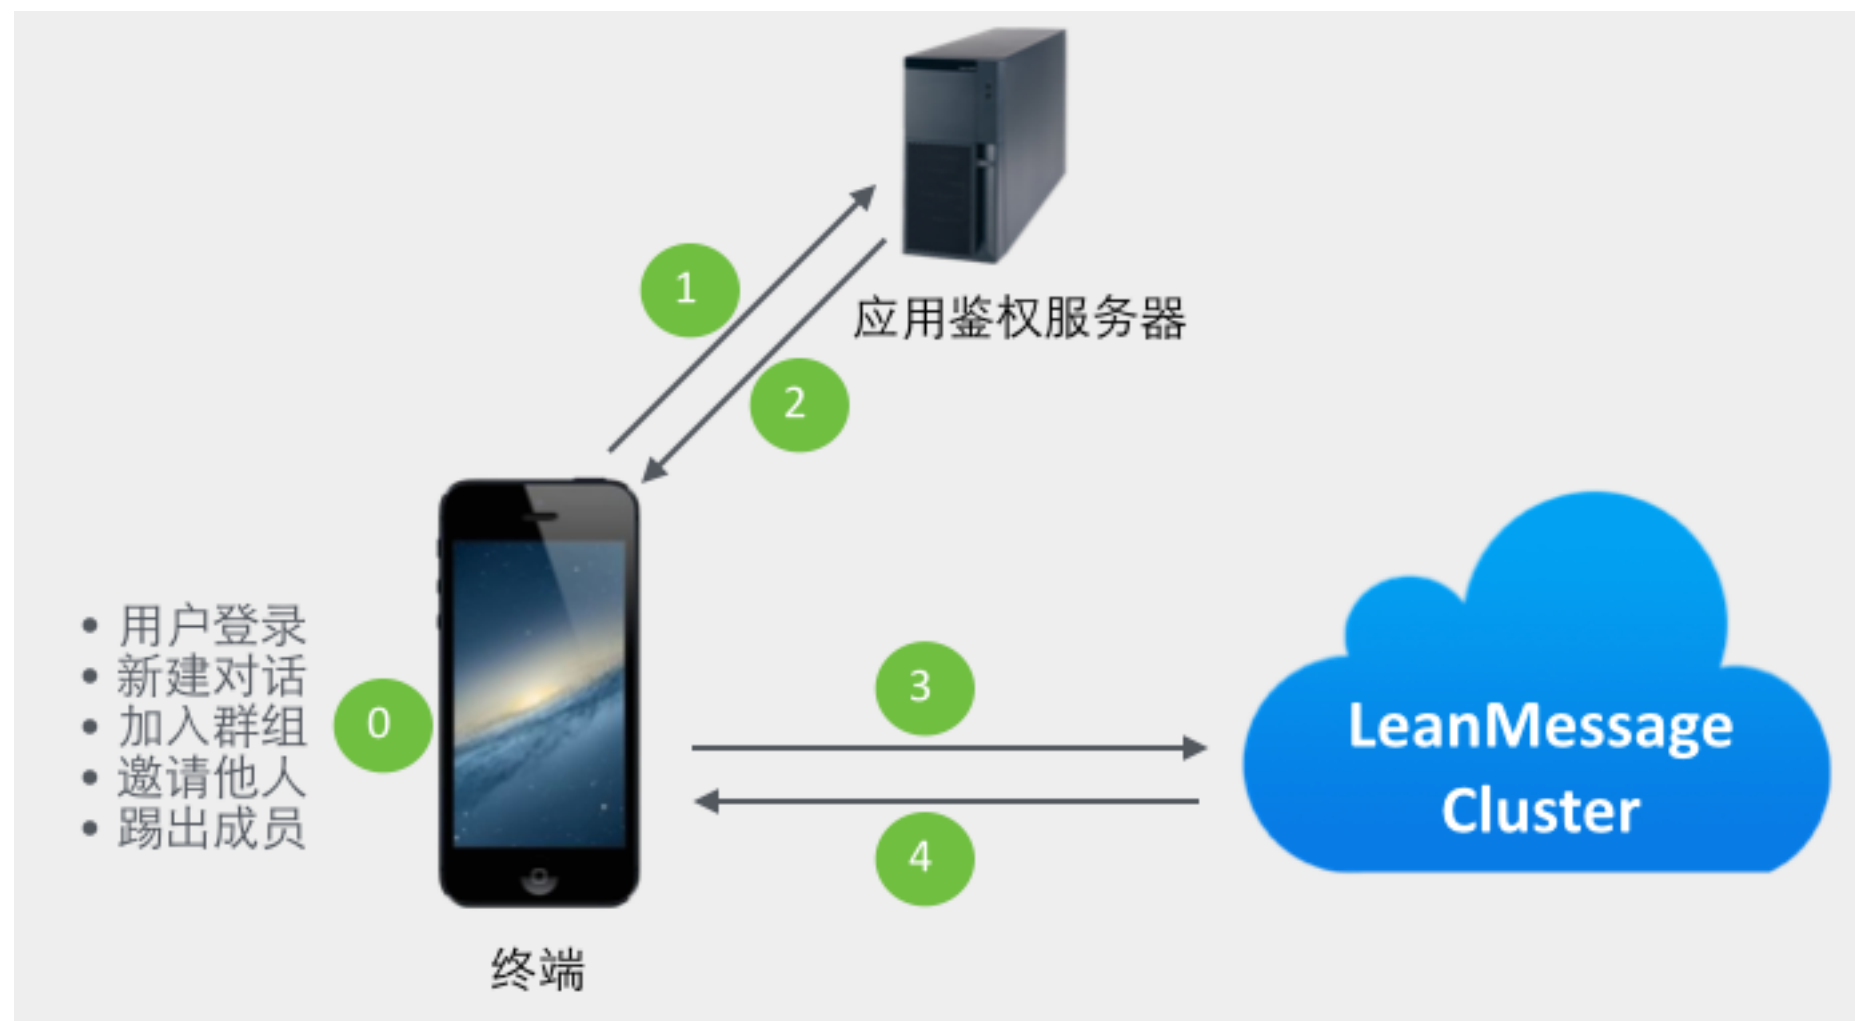 1
应用鉴权服务器
2
• 用户登录
• 新建对话
• 加入群组
• 邀请他人
• 踢出成员
0
3
LeanMessage
Cluster
4
终端